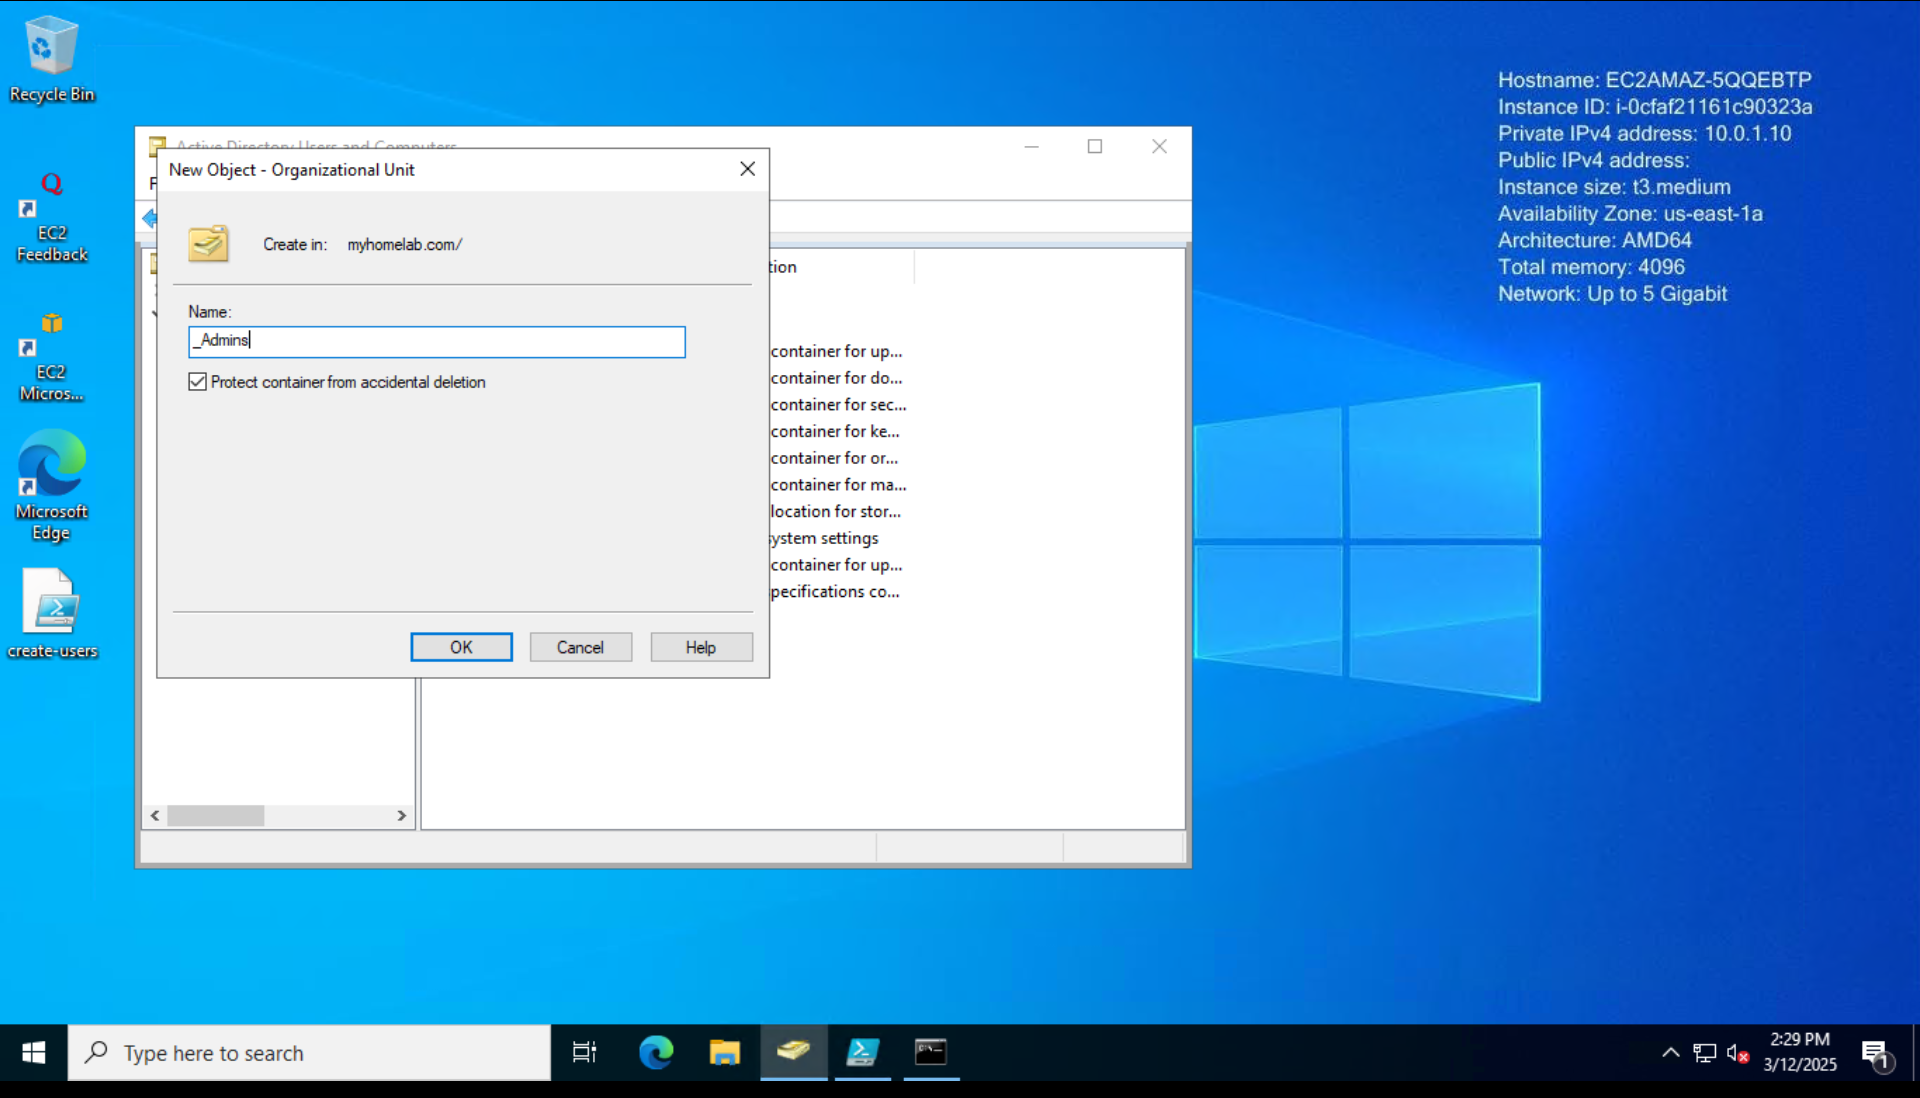 Recycle Bin
EC2
Feedback
EC2
Micros...
Microsoft
Edge
create-users
Hostname: EC2AMAZ-5QQEBTP
Instance ID: i-0cfaf21161c90323a
Private IPv4 address: 10.0.1.10
Public IPv4 address:
Instance size: t3.medium
Availability Zone: us-east-1a
Architecture: AMD64
Total memory: 4096
Network: Up to 5 Gigabit
Active Directory Users and Computers
New Object - Organizational Unit
Create in: myhomelab.com/
Name:
_Admins
Protect container from accidental deletion
OK Cancel Help
tion
container for up...
container for do...
container for sec...
container for ke...
container for or...
container for ma...
location for stor...
ystem settings
container for up...
pecifications co...
Type here to search
2:29 PM
3/12/2025
1